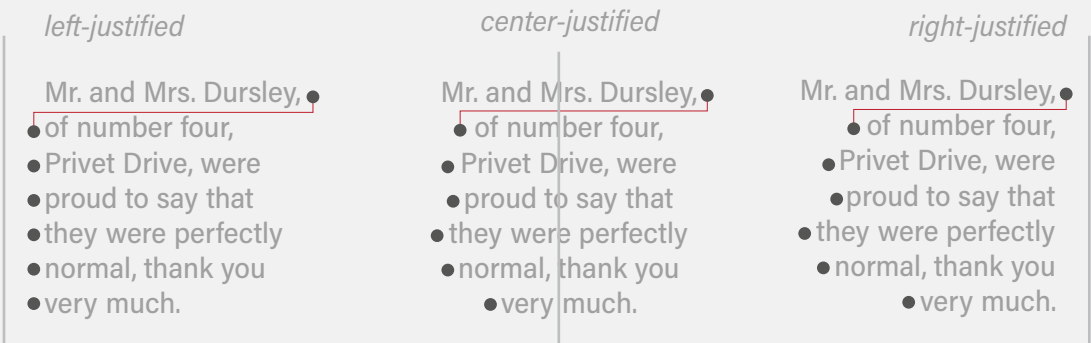 left-justified
Mr. and Mrs. Dursley,
of number four,
Privet Drive, were
proud to say that
they were perfectly
normal, thank you
very much.
center-justified
Mr. and Mrs. Dursley,
of number four,
Privet Drive, were
proud to say that
they were perfectly
normal, thank you
very much.
right-justified
Mr. and Mrs. Dursley,
of number four,
Privet Drive, were
proud to say that
they were perfectly
normal, thank you
very much.